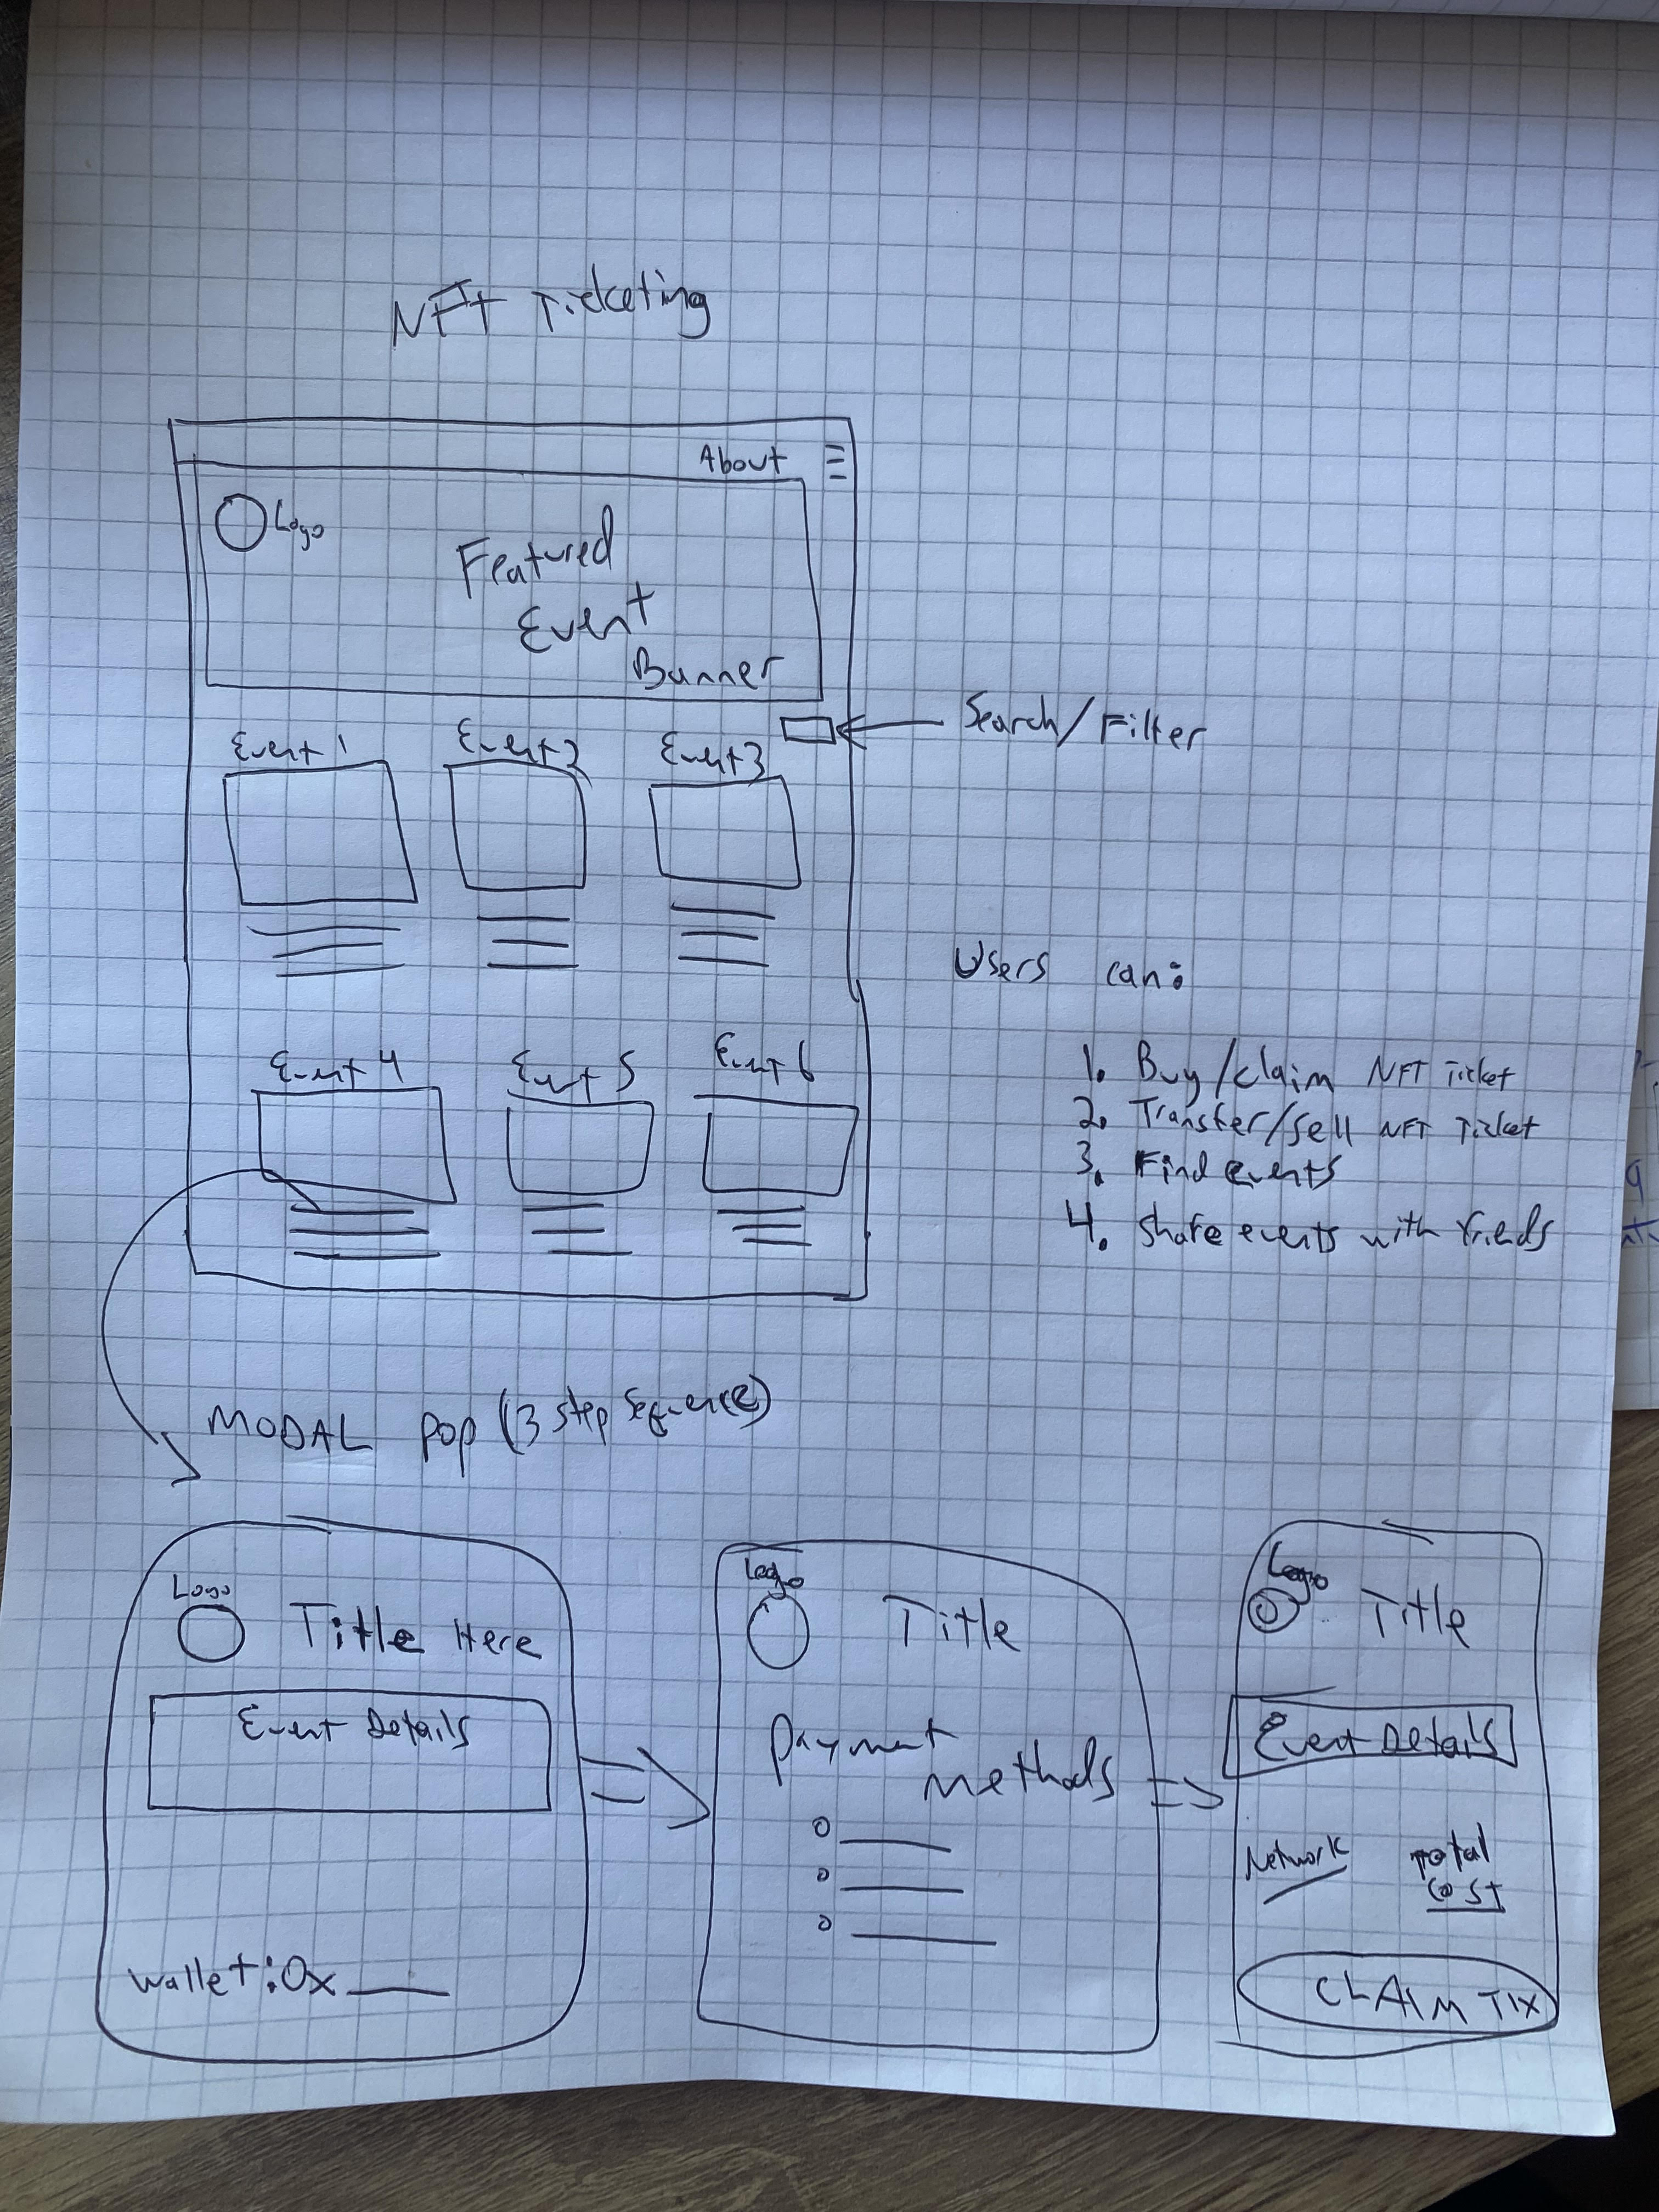 NFT Ticketing
About
Logo
Featured
Event
Banner
Search/Filter
Event 1
Event 2
Event 3
Users can:
Event 4
Event 5
Event 6
1. Buy/claim NFT Ticket
2. Transfer/Sell NFT Ticket
3. Find events
4. Share events with friends
MODAL POP (3 step sequence)
Logo
Title Here
Event Details
Wallet: 0x
Logo
Title
Payment
methods
Logo
Title
Event Details
Network
Total
Cost
CLAIM TIX